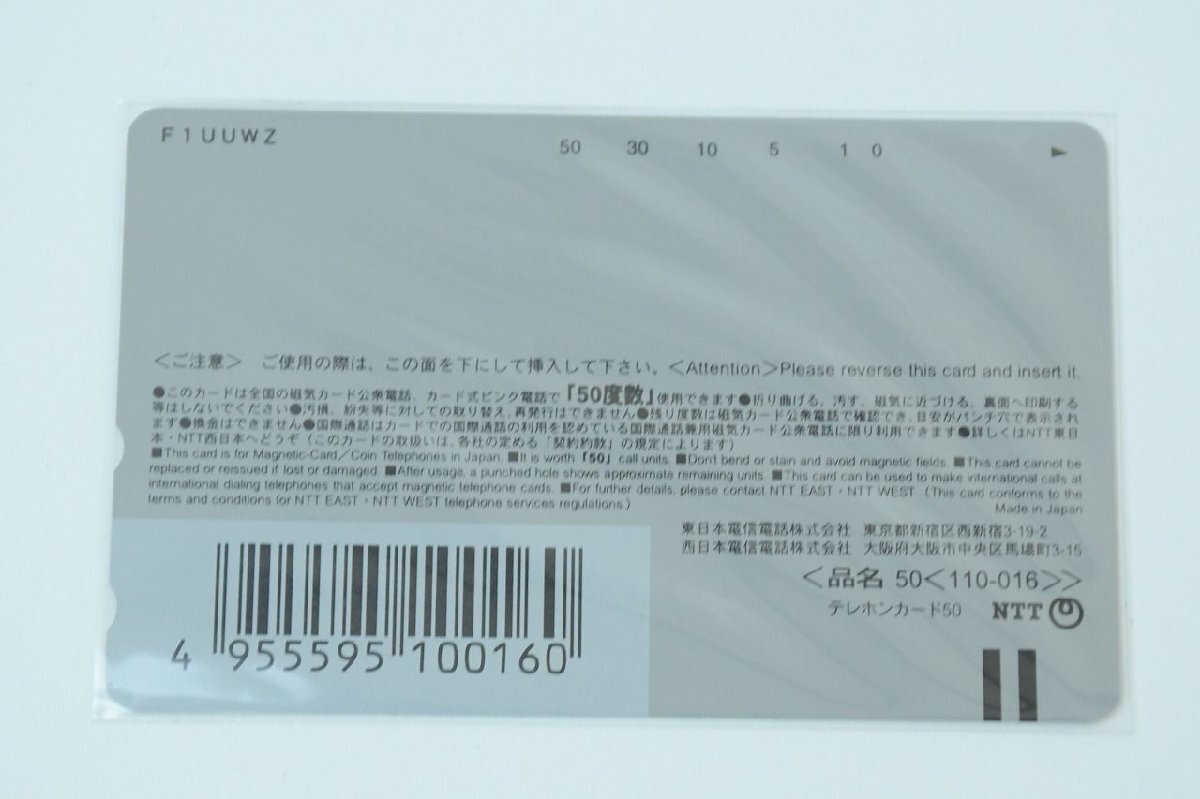 F1UUWZ
50 30 10 5 1 0 ►
＜ご注意＞ ご使用の際は、この面を下にして挿入して下さい。＜Attention＞Please reverse this card and insert it.
●このカードは全国の磁気カード公衆電話、カード式ピンク電話で「50度数」使用できます●折り曲げる、汚す、磁気に近づける、裏面へ印刷する
等はしないでください●汚損、紛失等に対しての取り替え、再発行はできません●残り度数は磁気カード公衆電話で確認でき、目安がパンチ穴で表示され
ます●換金はできません●国際通話はカードでの国際通話の利用を認めている国際通話兼用磁気カード公衆電話に限り利用できます●詳しくはNTT東日
本・NTT西日本へどうぞ（このカードの取扱いは、各社の定める「契約約款」の規定によります）
■This card is for Magnetic-Card／Coin Telephones in Japan. ■It is worth「50」call units. ■Don't bend or stain and avoid magnetic fields. ■This card cannot be
replaced or reissued if lost or damaged. ■After usage, a punched hole shows approximate remaining units. ■This card can be used to make international calls at
international dialing telephones that accept magnetic telephone cards. ■For further details, please contact NTT EAST・NTT WEST（This card conforms to the
terms and conditions for NTT EAST・NTT WEST telephone services regulations.）
Made in Japan
東日本電信電話株式会社 東京都新宿区西新宿3-19-2
西日本電信電話株式会社 大阪府大阪市中央区馬場町3-15
＜品名 50＜110-016＞＞
テレホンカード50 NTT
4 955595 100160